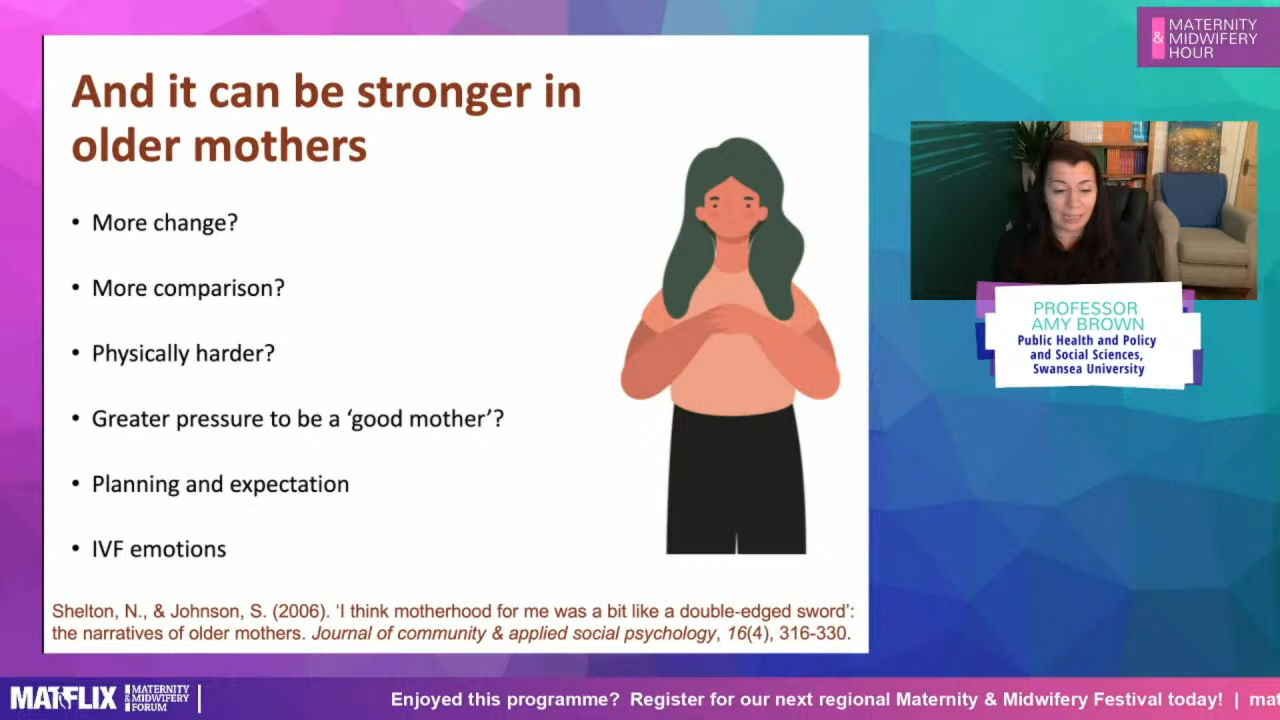 And it can be stronger in
older mothers
• More change?
• More comparison?
• Physically harder?
• Greater pressure to be a ‘good mother’?
• Planning and expectation
• IVF emotions
Shelton, N., & Johnson, S. (2006). ‘I think motherhood for me was a bit like a double-edged sword’:
the narratives of older mothers. Journal of community & applied social psychology, 16(4), 316-330.
MATERNITY
& MIDWIFERY
HOUR
PROFESSOR
AMY BROWN
Public Health and Policy
and Social Sciences,
Swansea University
MATFLIX
MATERNITY
& MIDWIFERY
FORUM
Enjoyed this programme? Register for our next regional Maternity & Midwifery Festival today! | mat